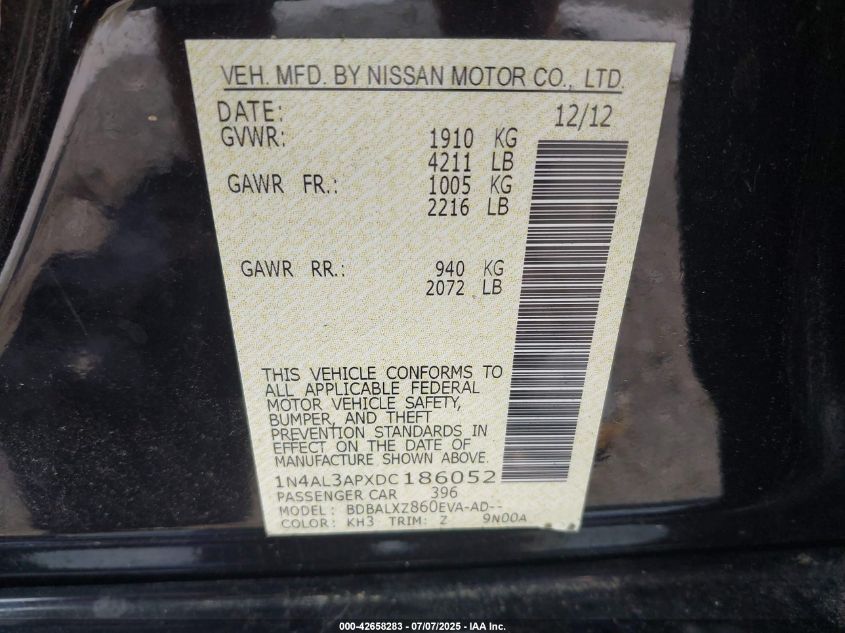 VEH. MFD. BY NISSAN MOTOR CO., LTD.
DATE: 12/12
GVWR: 1910 KG
4211 LB
GAWR FR.: 1005 KG
2216 LB
GAWR RR.: 940 KG
2072 LB
THIS VEHICLE CONFORMS TO
ALL APPLICABLE FEDERAL
MOTOR VEHICLE SAFETY,
BUMPER, AND THEFT
PREVENTION STANDARDS IN
EFFECT ON THE DATE OF
MANUFACTURE SHOWN ABOVE.
1N4AL3APXDC186052
PASSENGER CAR 396
MODEL: BDBALXZ860EVA-AD--
COLOR: KH3 TRIM: Z 9N00A
000-42658283 - 07/07/2025 - IAA Inc.